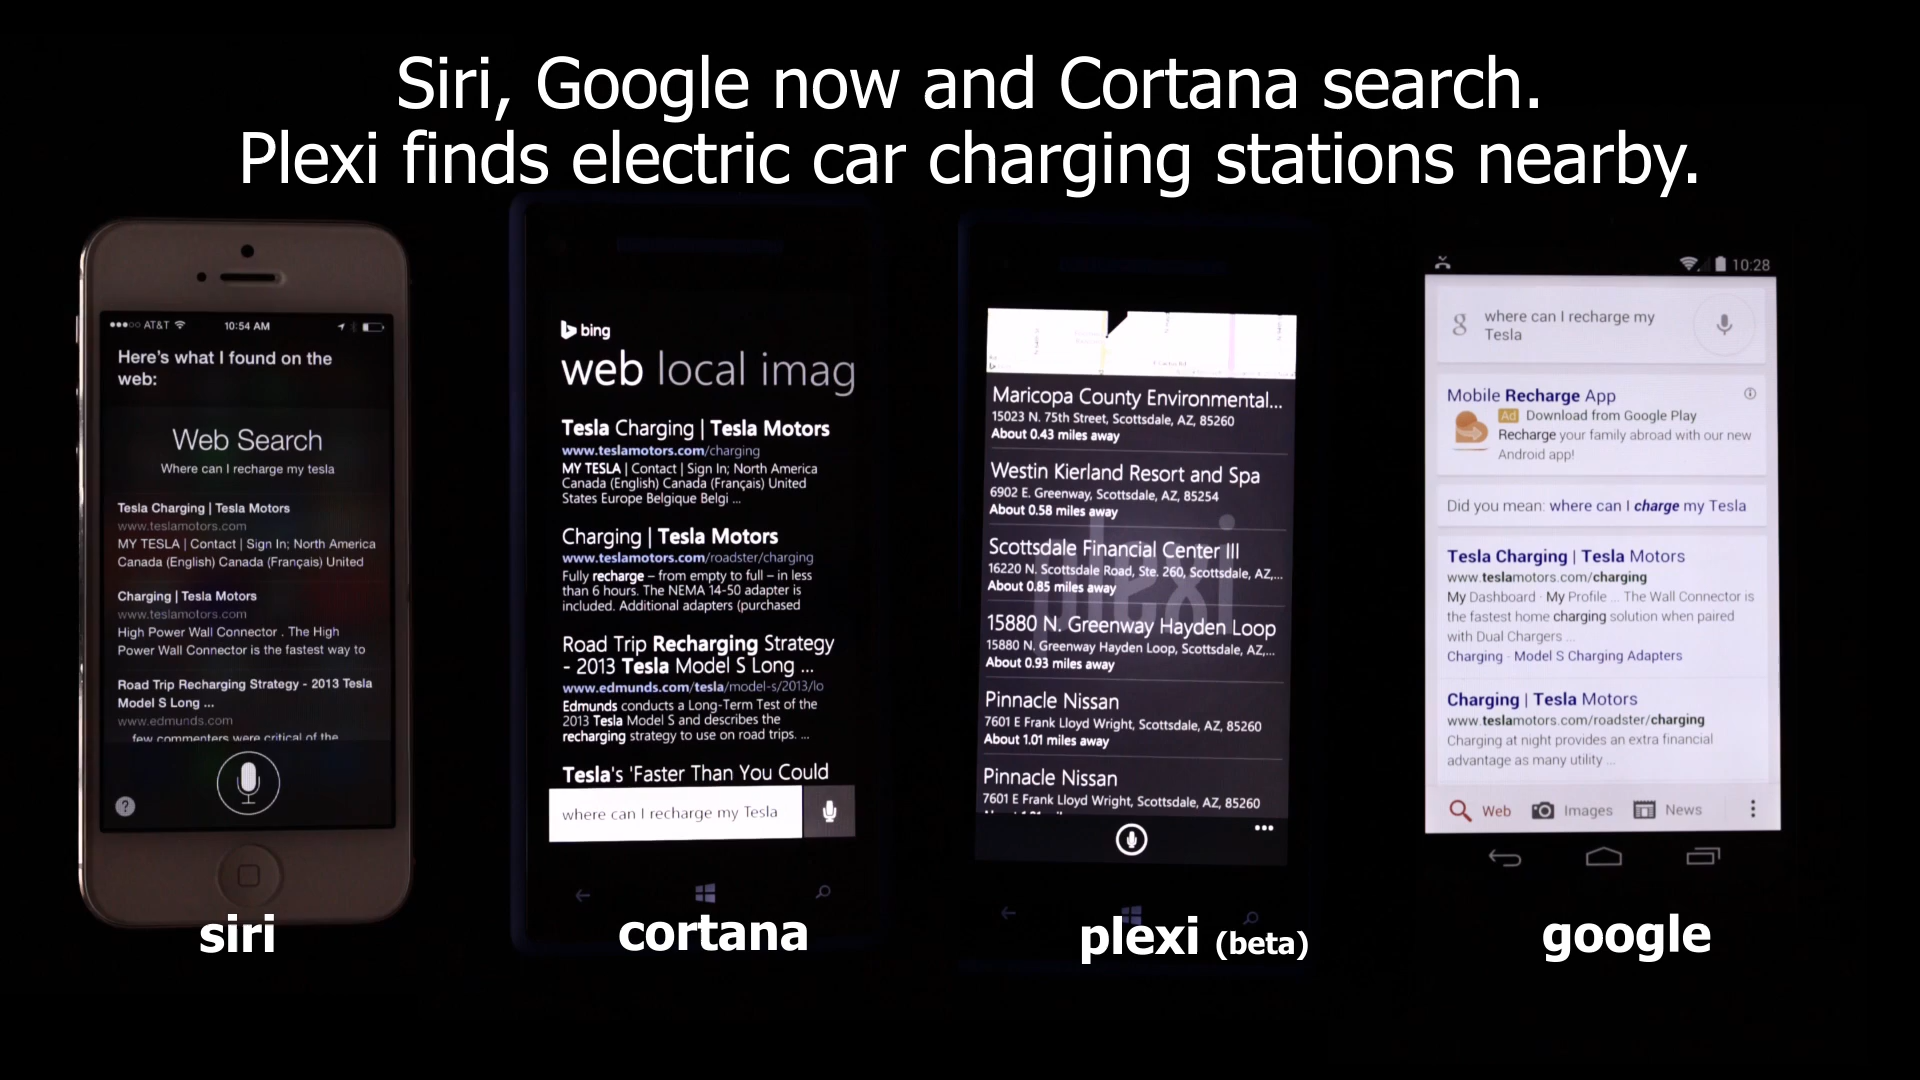 Siri, Google now and Cortana search.
Plexi finds electric car charging stations nearby.
AT&T
10:54 AM
Here's what I found on the
web:
Web Search
Where can I recharge my tesla
Tesla Charging | Tesla Motors
www.teslamotors.com
MY TESLA | Contact | Sign In; North America
Canada (English) Canada (Français) United
Charging | Tesla Motors
www.teslamotors.com
High Power Wall Connector . The High
Power Wall Connector is the fastest way to
Road Trip Recharging Strategy - 2013 Tesla
Model S Long ...
www.edmunds.com
few commenters were critical of the
?
siri
bing
web local imag
Tesla Charging | Tesla Motors
www.teslamotors.com/charging
MY TESLA | Contact | Sign In; North America
Canada (English) Canada (Français) United
States Europe Belgique Belgi ...
Charging | Tesla Motors
www.teslamotors.com/roadster/charging
Fully recharge – from empty to full – in less
than 6 hours. The NEMA 14-50 adapter is
included. Additional adapters (purchased
Road Trip Recharging Strategy
- 2013 Tesla Model S Long ...
www.edmunds.com/tesla/model-s/2013/lo
Edmunds conducts a Long-Term Test of the
2013 Tesla Model S and describes the
recharging strategy to use on road trips. ...
Tesla's 'Faster Than You Could
where can I recharge my Tesla
cortana
Maricopa County Environmental...
15023 N. 75th Street, Scottsdale, AZ, 85260
About 0.43 miles away
Westin Kierland Resort and Spa
6902 E. Greenway, Scottsdale, AZ, 85254
About 0.58 miles away
Scottsdale Financial Center III
16220 N. Scottsdale Road, Ste. 260, Scottsdale, AZ,...
About 0.85 miles away
15880 N. Greenway Hayden Loop
15880 N. Greenway Hayden Loop, Scottsdale, AZ,...
About 0.93 miles away
Pinnacle Nissan
7601 E Frank Lloyd Wright, Scottsdale, AZ, 85260
About 1.01 miles away
Pinnacle Nissan
7601 E Frank Lloyd Wright, Scottsdale, AZ, 85260
plexi
plexi (beta)
10:28
g
where can I recharge my
Tesla
Mobile Recharge App
Ad Download from Google Play
Recharge your family abroad with our new
Android app!
Did you mean: where can I charge my Tesla
Tesla Charging | Tesla Motors
www.teslamotors.com/charging
My Dashboard · My Profile ... The Wall Connector is
the fastest home charging solution when paired
with Dual Chargers ...
Charging · Model S Charging Adapters
Charging | Tesla Motors
www.teslamotors.com/roadster/charging
Charging at night provides an extra financial
advantage as many utility ...
Web Images News
google